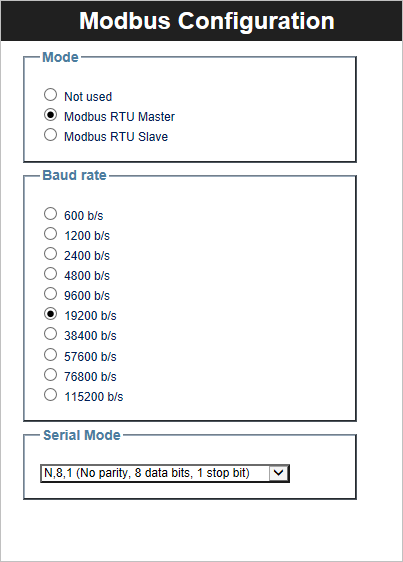 Modbus Configuration
Mode
Not used
Modbus RTU Master
Modbus RTU Slave
Baud rate
600 b/s
1200 b/s
2400 b/s
4800 b/s
9600 b/s
19200 b/s
38400 b/s
57600 b/s
76800 b/s
115200 b/s
Serial Mode
N,8,1 (No parity, 8 data bits, 1 stop bit)